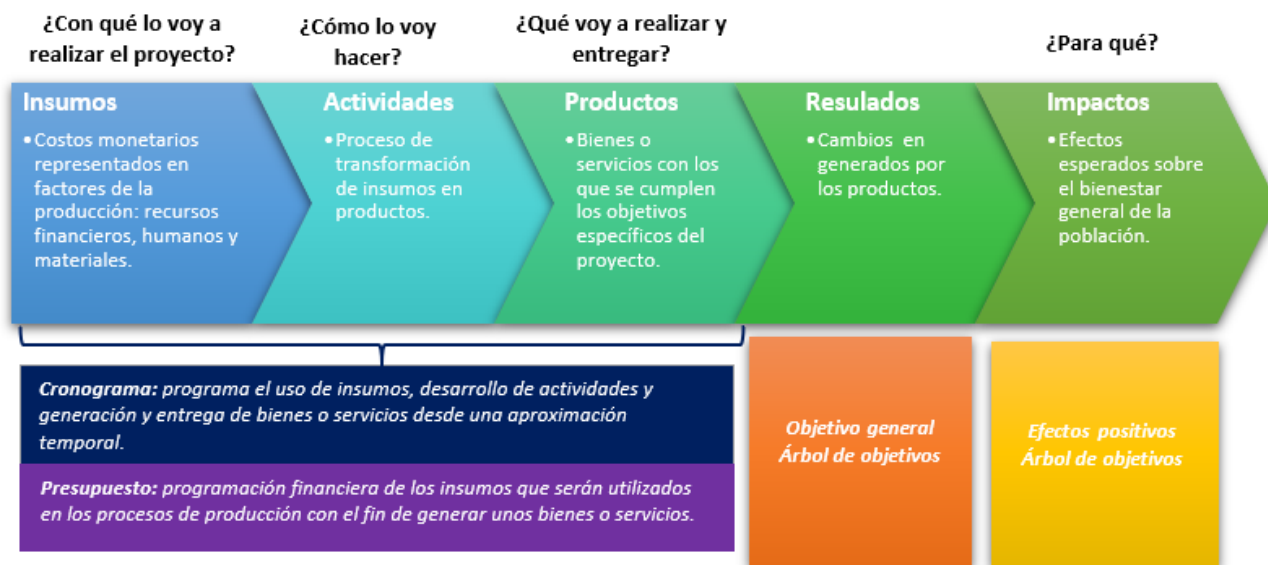 ¿Con qué lo voy a
realizar el proyecto?
¿Cómo lo voy
hacer?
¿Qué voy a realizar y
entregar?
¿Para qué?
Insumos
• Costos monetarios
representados en
factores de la
producción: recursos
financieros, humanos y
materiales.
Actividades
• Proceso de
transformación
de insumos en
productos.
Productos
• Bienes o
servicios con los
que se cumplen
los objetivos
específicos del
proyecto.
Resulados
• Cambios en
generados por
los productos.
Impactos
• Efectos
esperados sobre
el bienestar
general de la
población.
Cronograma: programa el uso de insumos, desarrollo de actividades y
generación y entrega de bienes o servicios desde una aproximación
temporal.
Presupuesto: programación financiera de los insumos que serán utilizados
en los procesos de producción con el fin de generar unos bienes o servicios.
Objetivo general
Árbol de objetivos
Efectos positivos
Árbol de objetivos